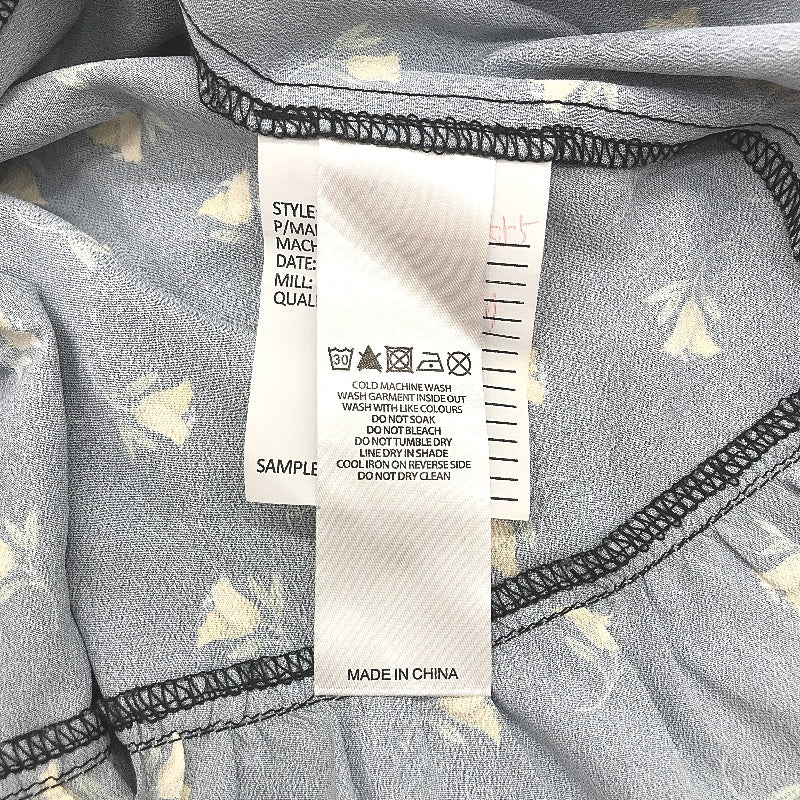 STYLE
P/MA
MACH
DATE:
MILL:
QUAL
30
COLD MACHINE WASH
WASH GARMENT INSIDE OUT
WASH WITH LIKE COLOURS
DO NOT SOAK
DO NOT BLEACH
DO NOT TUMBLE DRY
LINE DRY IN SHADE
COOL IRON ON REVERSE SIDE
DO NOT DRY CLEAN
SAMPLE
MADE IN CHINA